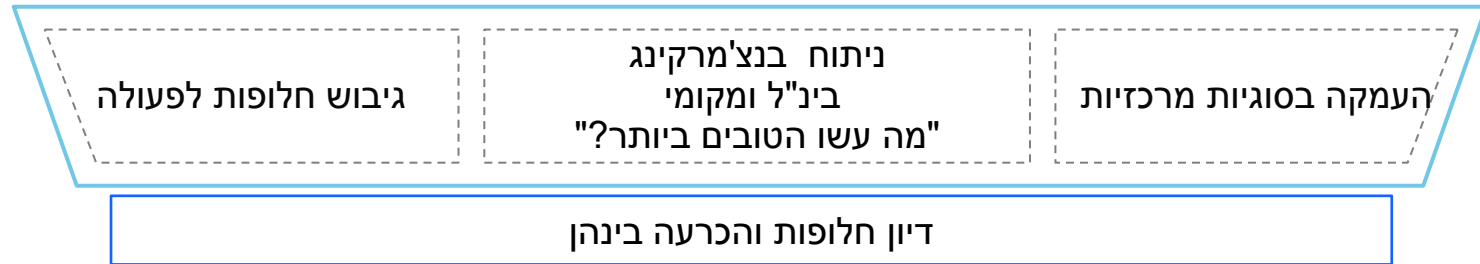 העמקה בסוגיות מרכזיות
ניתוח בנצ'מרקינג
בינ"ל ומקומי
"מה עשו הטובים ביותר?"
גיבוש חלופות לפעולה
דיון חלופות והכרעה בינהן